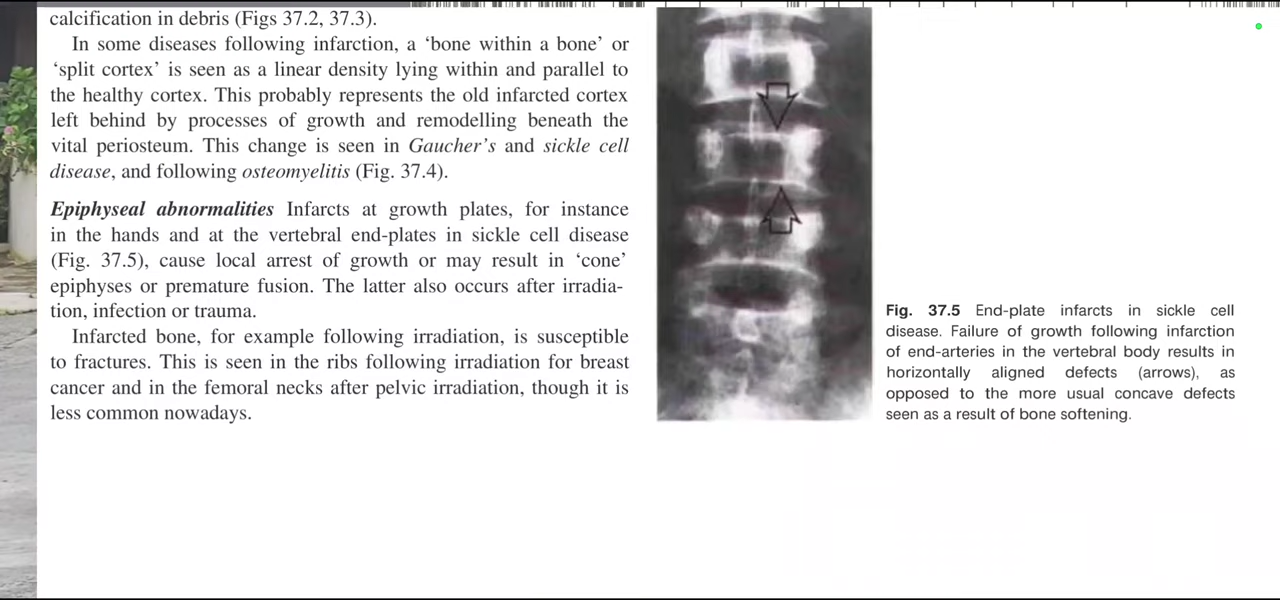 calcification in debris (Figs 37.2, 37.3).
In some diseases following infarction, a ‘bone within a bone’ or
‘split cortex’ is seen as a linear density lying within and parallel to
the healthy cortex. This probably represents the old infarcted cortex
left behind by processes of growth and remodelling beneath the
vital periosteum. This change is seen in Gaucher’s and sickle cell
disease, and following osteomyelitis (Fig. 37.4).
Epiphyseal abnormalities Infarcts at growth plates, for instance
in the hands and at the vertebral end-plates in sickle cell disease
(Fig. 37.5), cause local arrest of growth or may result in ‘cone’
epiphyses or premature fusion. The latter also occurs after irradia-
tion, infection or trauma.
Infarcted bone, for example following irradiation, is susceptible
to fractures. This is seen in the ribs following irradiation for breast
cancer and in the femoral necks after pelvic irradiation, though it is
less common nowadays.
Fig. 37.5 End-plate infarcts in sickle cell
disease. Failure of growth following infarction
of end-arteries in the vertebral body results in
horizontally aligned defects (arrows), as
opposed to the more usual concave defects
seen as a result of bone softening.